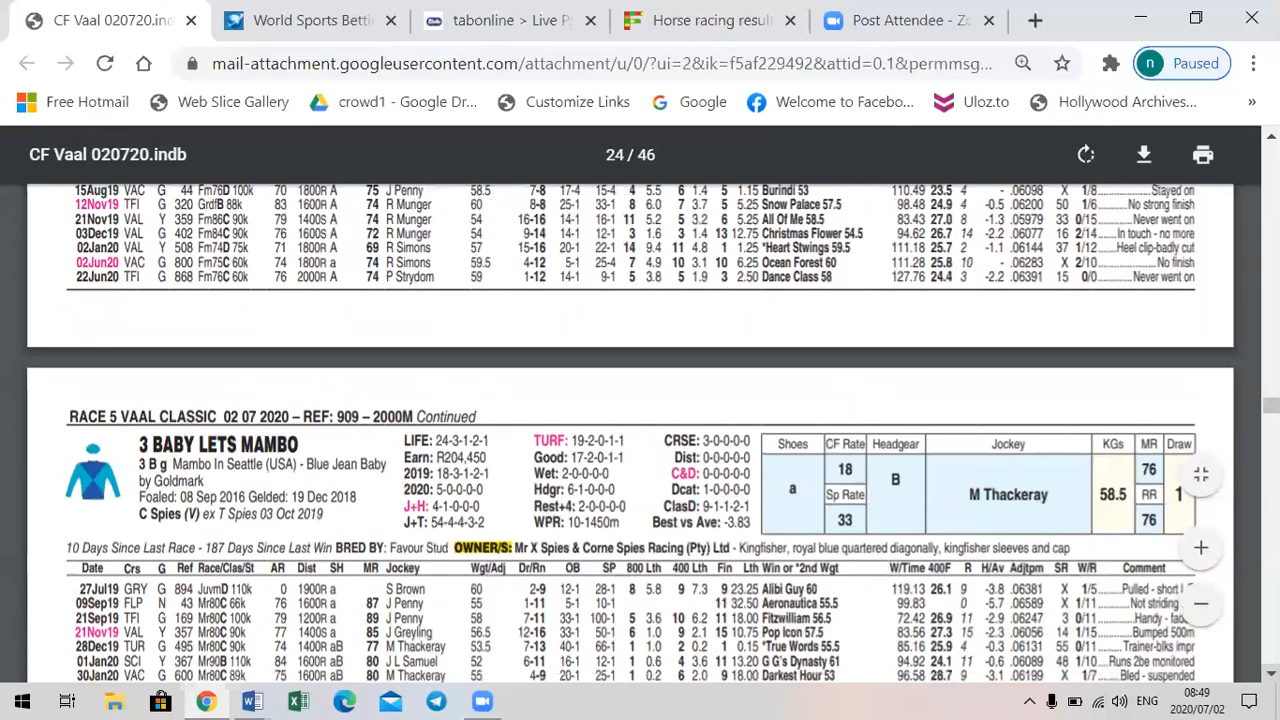 CF Vaal 020720.indb
World Sports Betti
tabonline > Live P
Horse racing result
Post Attendee - Zo
mail-attachment.googleusercontent.com/attachment/u/0/?ui=2&ik=f5af229492&attid=0.1&permmsg...
n Paused
Free Hotmail
Web Slice Gallery
crowd1 - Google Dr...
Customize Links
Google
Welcome to Facebo...
Uloz.to
Hollywood Archives...
»
CF Vaal 020720.indb
24 / 46
15Aug19 VAC G 44 Fm76D 100k 70 1800R A 75 J Penny 58.5 7-8 17-4 15-4 4 5.5 6 1.4 5 1.15 Burindi 53 110.49 23.5 4 - .06098 X 1/8 ........Stayed on
12Nov19 TFI G 320 GrdfB 88k 83 1600S A 74 R Munger 60 8-8 25-1 33-1 8 6.0 7 3.7 5 5.25 Snow Palace 57.5 98.48 24.9 4 -0.5 .06200 50 1/6 ........No strong finish
21Nov19 VAL Y 359 Fm86C 90k 79 1400S A 74 R Munger 54 16-16 14-1 16-1 11 5.2 5 3.2 6 5.25 All Of Me 58.5 83.43 27.0 8 -1.3 .05979 33 0/15 ........Never went on
03Dec19 VAL G 402 Fm84C 90k 76 1600S A 72 R Munger 54 9-14 14-1 12-1 3 1.6 3 1.4 13 12.75 Christmas Flower 54.5 94.62 26.7 14 -2.2 .06077 16 2/14 ...In touch - no more
02Jan20 VAL Y 508 Fm74D 75k 71 1800R A 69 R Simons 57 15-16 20-1 22-1 14 9.4 11 4.8 1 1.25 *Heart Stwings 59.5 111.18 25.7 2 -1.1 .06144 37 1/12 ...Heel clip-badly cut
02Jun20 VAC G 800 Fm75C 60k 74 1800R a 74 R Simons 59.5 4-12 5-1 25-4 7 4.9 10 3.1 10 6.25 Ocean Forest 60 111.28 25.8 10 - .06283 X 2/10 ........No finish
22Jun20 TFI G 868 Fm76C 60k 76 2000R A 74 P Strydom 59 1-12 14-1 9-1 5 3.8 5 1.9 3 2.50 Dance Class 58 127.76 24.4 3 -2.2 .06391 15 0/0 ........Never went on
RACE 5 VAAL CLASSIC 02 07 2020 – REF: 909 – 2000M Continued
3 BABY LETS MAMBO
3 B g Mambo In Seattle (USA) - Blue Jean Baby
by Goldmark
Foaled: 08 Sep 2016 Gelded: 19 Dec 2018
C Spies (v ex T Spies 03 Oct 2019
LIFE: 24-3-1-2-1 TURF: 19-2-0-1-1 CRSE: 3-0-0-0-0
Earn: R204,450 Good: 17-2-0-1-1 Dist: 0-0-0-0-0
2019: 18-3-1-2-1 Wet: 2-0-0-0-0 C&D: 0-0-0-0-0
2020: 5-0-0-0-0 Hdgr: 6-1-0-0-0 Dcat: 1-0-0-0-0
J+H: 4-1-0-0-0 Rest+4: 2-0-0-0-0 ClasD: 9-1-1-2-1
J+T: 54-4-4-3-2 WPR: 10-1450m Best vs Ave: -3.83
Shoes CF Rate Headgear Jockey KGs MR Draw
a 18 B M Thackeray 58.5 76 1
Sp Rate RR
33 76
10 Days Since Last Race - 187 Days Since Last Win BRED BY: Favour Stud OWNER/S: Mr X Spies & Corne Spies Racing (Pty) Ltd - Kingfisher, royal blue quartered diagonally, kingfisher sleeves and cap
Date Crs G Ref Race/Clas/St AR Dist SH MR Jockey Wgt/Adj Dr/Rn OB SP 800 Lth 400 Lth Fin Lth Win or *2nd Wgt W/Time 400F R H/Av Adjtpm SR W/R Comment
27Jul19 GRY G 894 JuvmD 110k 0 1900R a S Brown 60 2-9 12-1 28-1 8 5.8 9 7.3 9 23.25 Alibi Guy 60 119.13 26.1 9 -3.8 .06381 X 1/5 ....Pulled - short
09Sep19 FLP N 43 Mr80C 66k 76 1600R a 87 J Penny 55 1-11 5-1 10-1 11 32.50 Aeronautica 55.5 99.83 0 -5.7 .06589 X 1/11 ........Not striding
21Sep19 TFI G 169 Mr80C 90k 79 1200R a 89 J Penny 55 7-11 33-1 100-1 5 3.6 10 6.2 11 18.00 Fitzwilliam 56.5 72.42 26.9 11 -2.9 .06247 3 0/11 ........Handy - fa
21Nov19 VAL Y 357 Mr90C 90k 77 1400S a 85 J Greyling 56.5 12-16 33-1 50-1 6 1.0 9 2.1 15 10.75 Pop Icon 57.5 83.56 27.3 15 -2.3 .06056 14 1/15 ........Bumped 500m
28Dec19 TUR G 495 Mr80C 90k 73 1400R aB 77 M Thackeray 53.5 7-13 40-1 66-1 1 1.0 2 0.2 1 0.15 *True Words 55.5 85.16 25.9 4 -0.3 .06131 55 0/11 ....Trainer-blks impr
01Jan20 SCI Y 367 Mr90B 110k 84 1600R aB 80 J L Samuel 52 6-11 16-1 12-1 1 0.6 4 3.6 11 13.20 G G's Dynasty 61 94.92 24.1 11 -0.6 .06089 48 1/10 ...Runs 2be monitored
30Jan20 VAC G 600 Mr80C 89k 75 1600R aB 80 M Thackeray 55 4-9 20-1 25-1 1 0.2 6 2.0 9 18.00 Darkest Hour 53 96.58 28.7 9 -3.1 .06199 X 1/7 ....Bled - suspended
ENG
08:49
2020/07/02